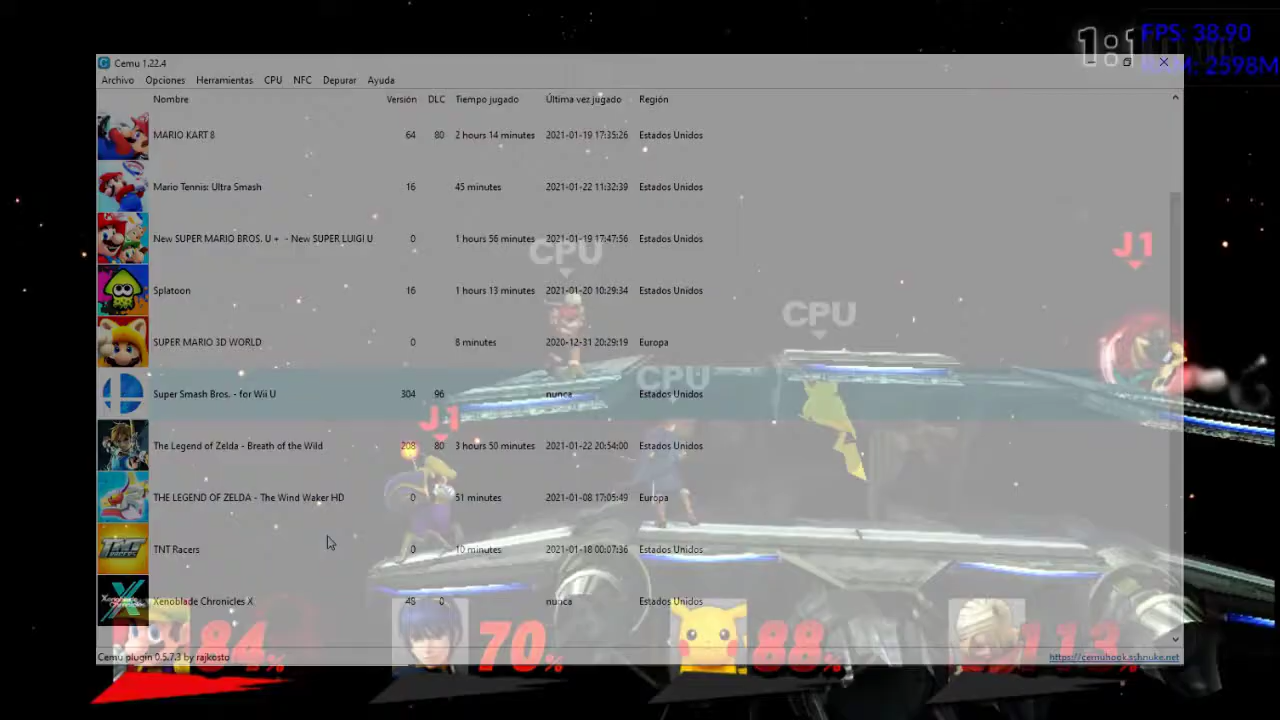 1:1
FPS: 38.90
Cemu 1.22.4
2598M
Archivo Opciones Herramientas CPU NFC Depurar Ayuda
Nombre Versión DLC Tiempo jugado Última vez jugado Región
MARIO KART 8 64 80 2 hours 14 minutes 2021-01-19 17:35:26 Estados Unidos
Mario Tennis: Ultra Smash 16 45 minutes 2021-01-22 11:32:39 Estados Unidos
New SUPER MARIO BROS. U + - New SUPER LUIGI U 0 1 hours 56 minutes 2021-01-19 17:47:56 Estados Unidos
CPU
J1
Splatoon 16 1 hours 13 minutes 2021-01-20 10:29:34 Estados Unidos
CPU
SUPER MARIO 3D WORLD 0 8 minutes 2020-12-31 20:29:19 Europa
CPU
Super Smash Bros. - for Wii U 304 96 nunca Estados Unidos
J1
The Legend of Zelda - Breath of the Wild 208 80 3 hours 50 minutes 2021-01-22 20:54:00 Estados Unidos
THE LEGEND OF ZELDA - The Wind Waker HD 0 51 minutes 2021-01-08 17:05:49 Europa
TNT Racers 0 10 minutes 2021-01-18 00:07:36 Estados Unidos
Xenoblade Chronicles X 48 0 nunca Estados Unidos
84% 70% 88% 113%
Cemu plugin 0.5.7.3 by rajkosto https://cemuhook.sshnuke.net